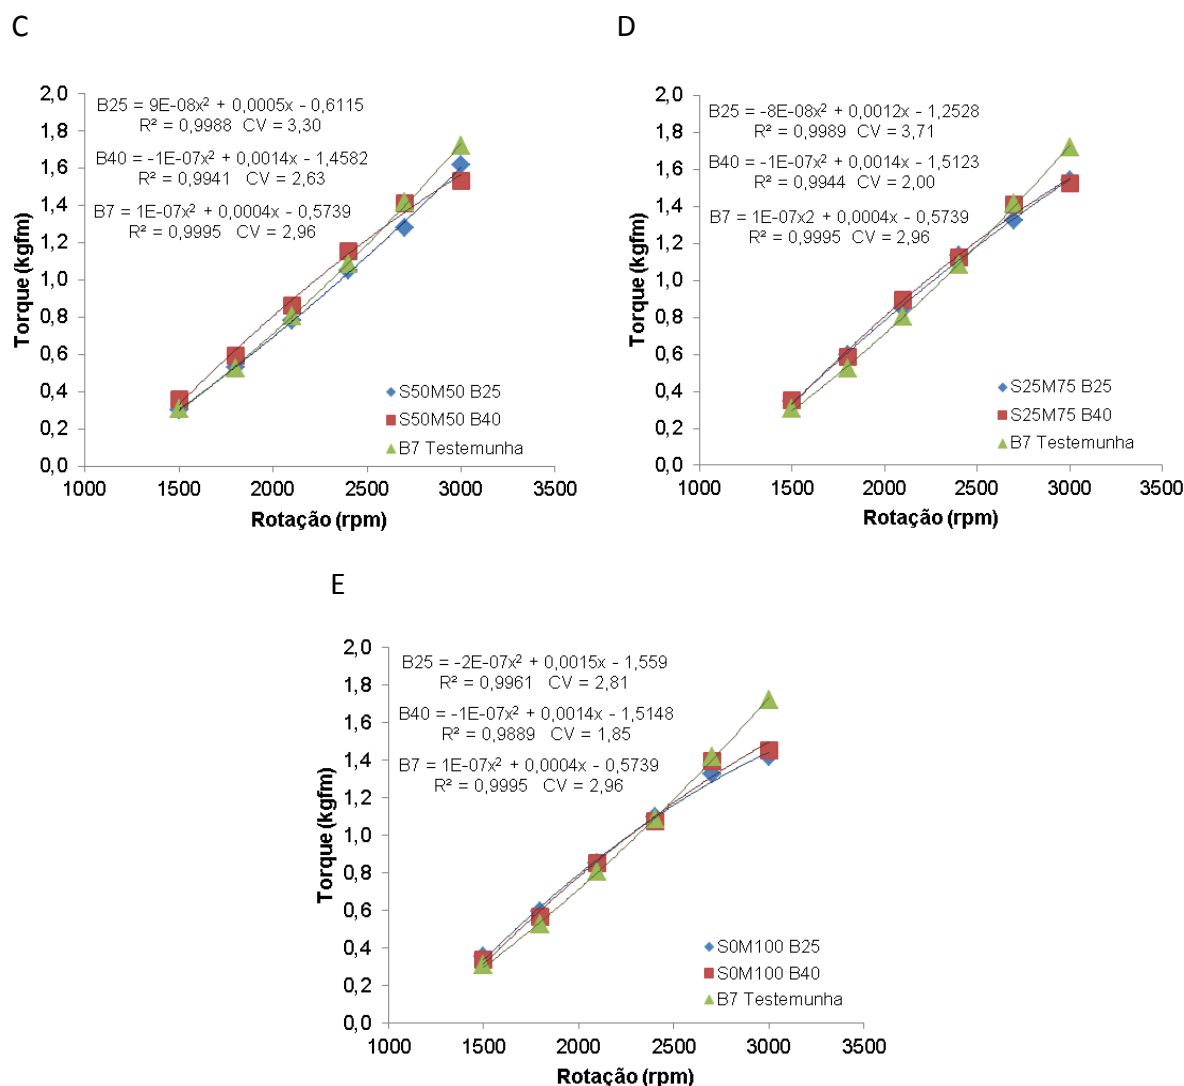 C
D
2,0
1,8
1,6
1,4
1,2
1,0
0,8
0,6
0,4
0,2
0,0
Torque (kgfm)
B25 = 9E-08x² + 0,0005x - 0,6115
R² = 0,9988 CV = 3,30
B40 = -1E-07x² + 0,0014x - 1,4582
R² = 0,9941 CV = 2,63
B7 = 1E-07x² + 0,0004x - 0,5739
R² = 0,9995 CV = 2,96
S50M50 B25
S50M50 B40
B7 Testemunha
1000 1500 2000 2500 3000 3500
Rotação (rpm)
2,0
1,8
1,6
1,4
1,2
1,0
0,8
0,6
0,4
0,2
0,0
Torque (kgfm)
B25 = -8E-08x² + 0,0012x - 1,2528
R² = 0,9989 CV = 3,71
B40 = -1E-07x² + 0,0014x - 1,5123
R² = 0,9944 CV = 2,00
B7 = 1E-07x2 + 0,0004x - 0,5739
R² = 0,9995 CV = 2,96
S25M75 B25
S25M75 B40
B7 Testemunha
1000 1500 2000 2500 3000 3500
Rotação (rpm)
E
2,0
1,8
1,6
1,4
1,2
1,0
0,8
0,6
0,4
0,2
0,0
Torque (kgfm)
B25 = -2E-07x² + 0,0015x - 1,559
R² = 0,9961 CV = 2,81
B40 = -1E-07x² + 0,0014x - 1,5148
R² = 0,9889 CV = 1,85
B7 = 1E-07x² + 0,0004x - 0,5739
R² = 0,9995 CV = 2,96
S0M100 B25
S0M100 B40
B7 Testemunha
1000 1500 2000 2500 3000 3500
Rotação (rpm)